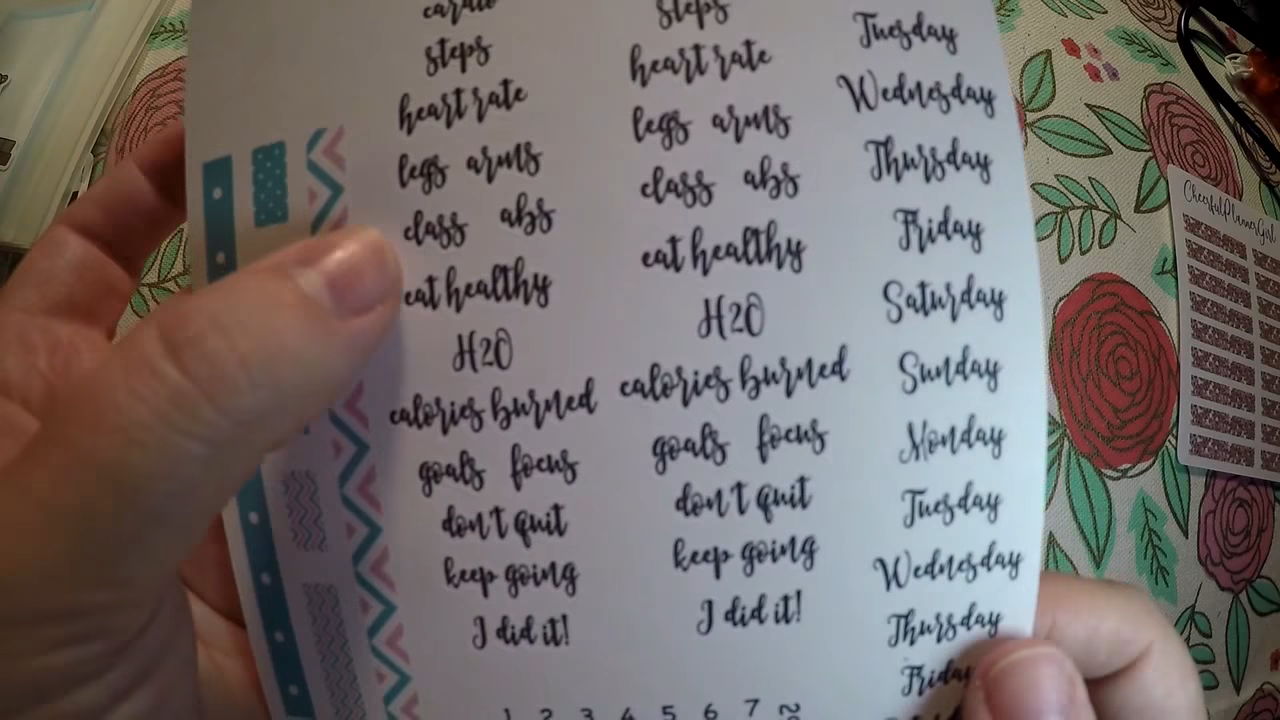 cardio
steps
heart rate
legs arms
class abs
eat healthy
H2O
calories burned
goals focus
don't quit
keep going
I did it!
steps
heart rate
legs arms
class abs
eat healthy
H2O
calories burned
goals focus
don't quit
keep going
I did it!
Tuesday
Wednesday
Thursday
Friday
Saturday
Sunday
Monday
Tuesday
Wednesday
Thursday
Friday
1 2 3 4 5 6 7
CheerfulPlannerGirl